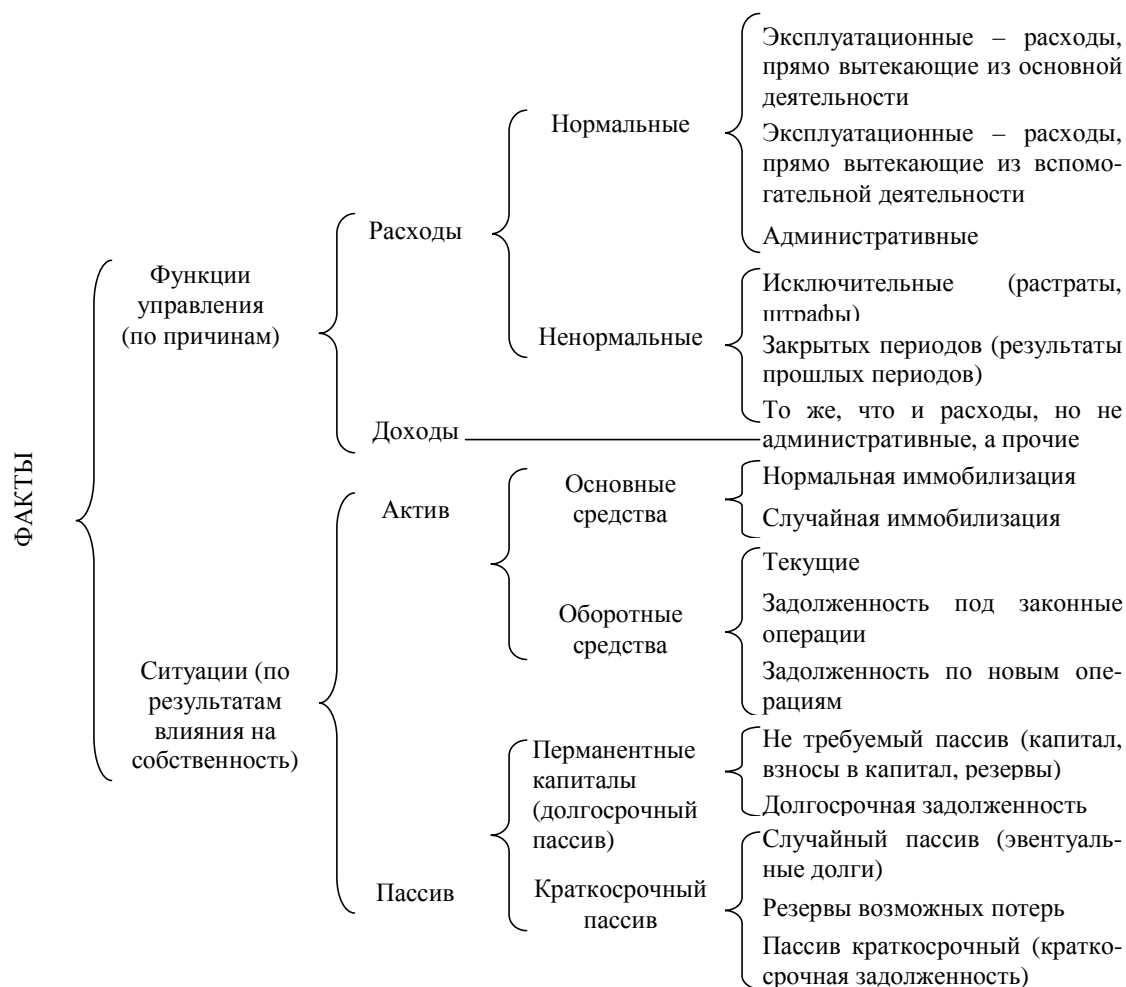 ФАКТЫ
Функции
управления
(по причинам)
Расходы
Нормальные
Эксплуатационные – расходы,
прямо вытекающие из основной
деятельности
Эксплуатационные – расходы,
прямо вытекающие из вспомо-
гательной деятельности
Административные
Ненормальные
Исключительные (растраты,
штрафы)
Закрытых периодов (результаты
прошлых периодов)
То же, что и расходы, но не
административные, а прочие
Доходы
Ситуации (по
результатам
влияния на
собственность)
Актив
Основные
средства
Нормальная иммобилизация
Случайная иммобилизация
Оборотные
средства
Текущие
Задолженность под законные
операции
Задолженность по новым опе-
рациям
Пассив
Перманентные
капиталы
(долгосрочный
пассив)
Не требуемый пассив (капитал,
взносы в капитал, резервы)
Долгосрочная задолженность
Краткосрочный
пассив
Случайный пассив (эвентуаль-
ные долги)
Резервы возможных потерь
Пассив краткосрочный (кратко-
срочная задолженность)